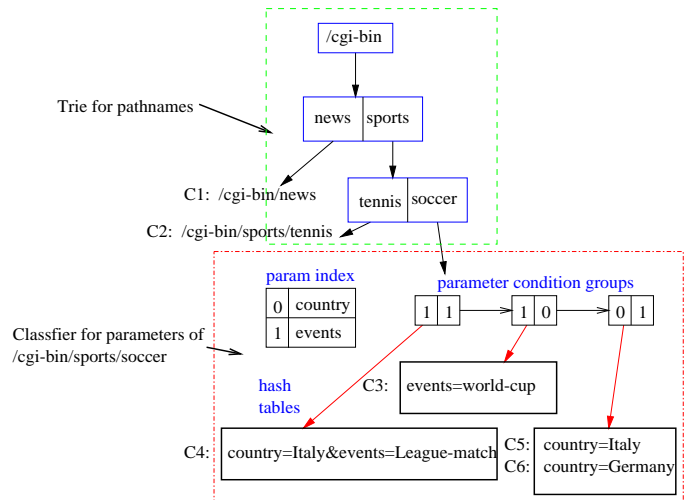 /cgi-bin
Trie for pathnames
news sports
C1: /cgi-bin/news
tennis soccer
C2: /cgi-bin/sports/tennis
param index
parameter condition groups
0 country
1 events
1 1
1 0
0 1
Classfier for parameters of
/cgi-bin/sports/soccer
hash
tables
C3: events=world-cup
C4: country=Italy&events=League-match
C5: country=Italy
C6: country=Germany